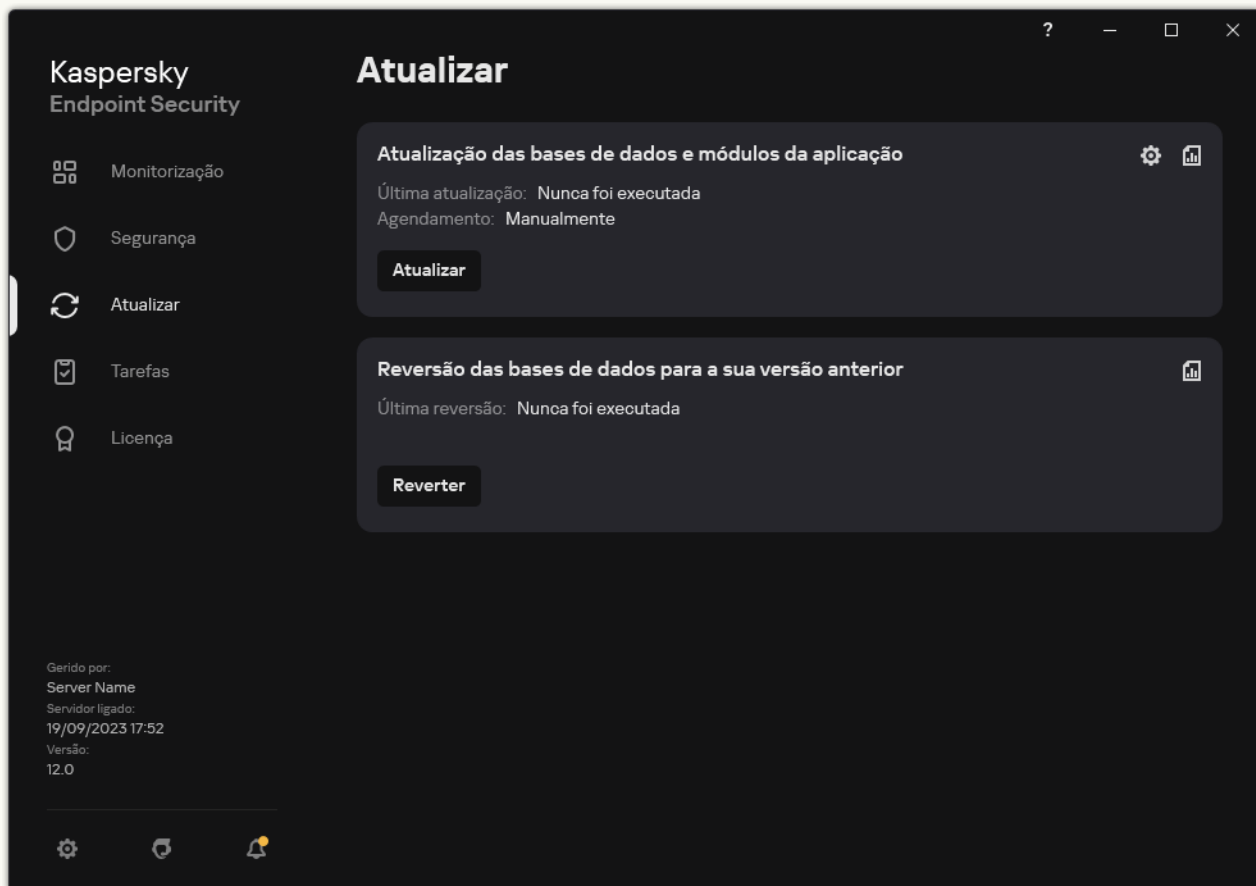 ?
Kaspersky
Endpoint Security
Monitorização
Segurança
Atualizar
Tarefas
Licença
Gerido por:
Server Name
Servidor ligado:
19/09/2023 17:52
Versão:
12.0
Atualizar
Atualização das bases de dados e módulos da aplicação
Última atualização: Nunca foi executada
Agendamento: Manualmente
Atualizar
Reversão das bases de dados para a sua versão anterior
Última reversão: Nunca foi executada
Reverter